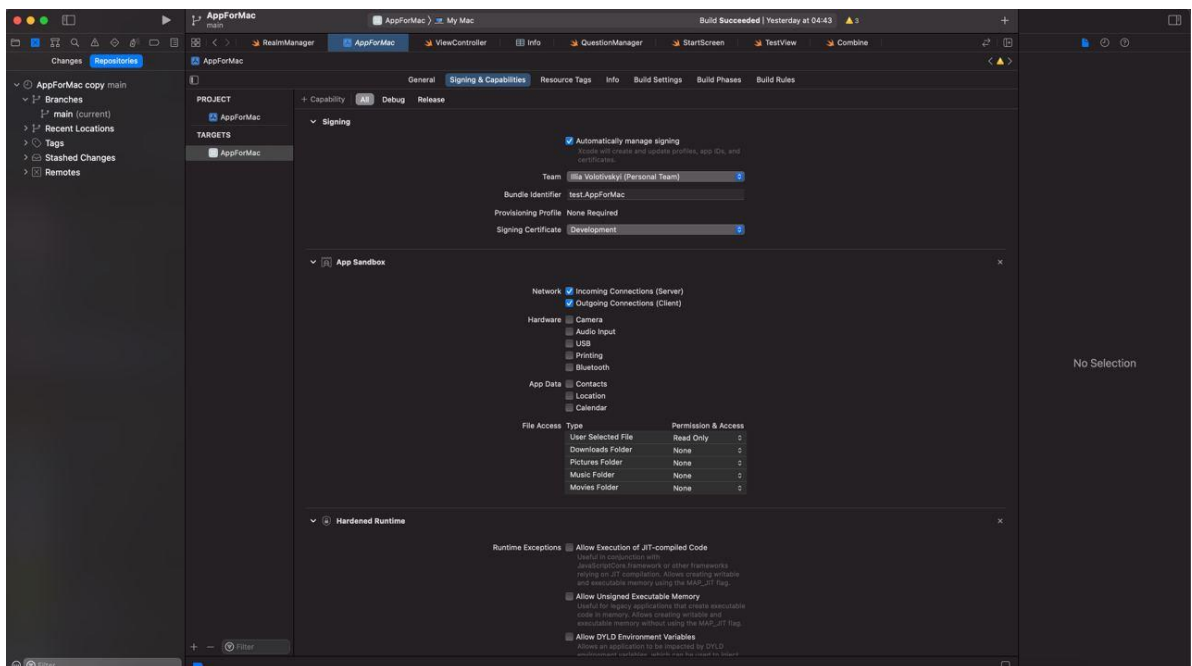 AppForMac
main
AppForMac 〉 My Mac
Build Succeeded | Yesterday at 04:43
3
RealmManager
AppForMac
ViewController
Info
QuestionManager
StartScreen
TestView
Combine
Changes
Repositories
AppForMac
AppForMac copy main
Branches
main (current)
Recent Locations
Tags
Stashed Changes
Remotes
General
Signing & Capabilities
Resource Tags
Info
Build Settings
Build Phases
Build Rules
PROJECT
AppForMac
TARGETS
AppForMac
+ Capability
All
Debug
Release
Signing
Automatically manage signing
Xcode will create and update profiles, app IDs, and
certificates.
Team Illia Volotivskyi (Personal Team)
Bundle Identifier test.AppForMac
Provisioning Profile None Required
Signing Certificate Development
App Sandbox
Network Incoming Connections (Server)
Outgoing Connections (Client)
Hardware Camera
Audio Input
USB
Printing
Bluetooth
App Data Contacts
Location
Calendar
File Access Type Permission & Access
User Selected File Read Only
Downloads Folder None
Pictures Folder None
Music Folder None
Movies Folder None
Hardened Runtime
Runtime Exceptions Allow Execution of JIT-compiled Code
Useful in conjunction with
JavaScriptCore.framework or other frameworks
relying on JIT compilation. Allows creating writable
and executable memory using the MAP_JIT flag.
Allow Unsigned Executable Memory
Useful for legacy applications that create executable
code in memory. Allows creating writable and
executable memory without using the MAP_JIT flag.
Allow DYLD Environment Variables
Allows an application to be impacted by DYLD
environment variables, which can be used to inject
Filter
Filter
No Selection